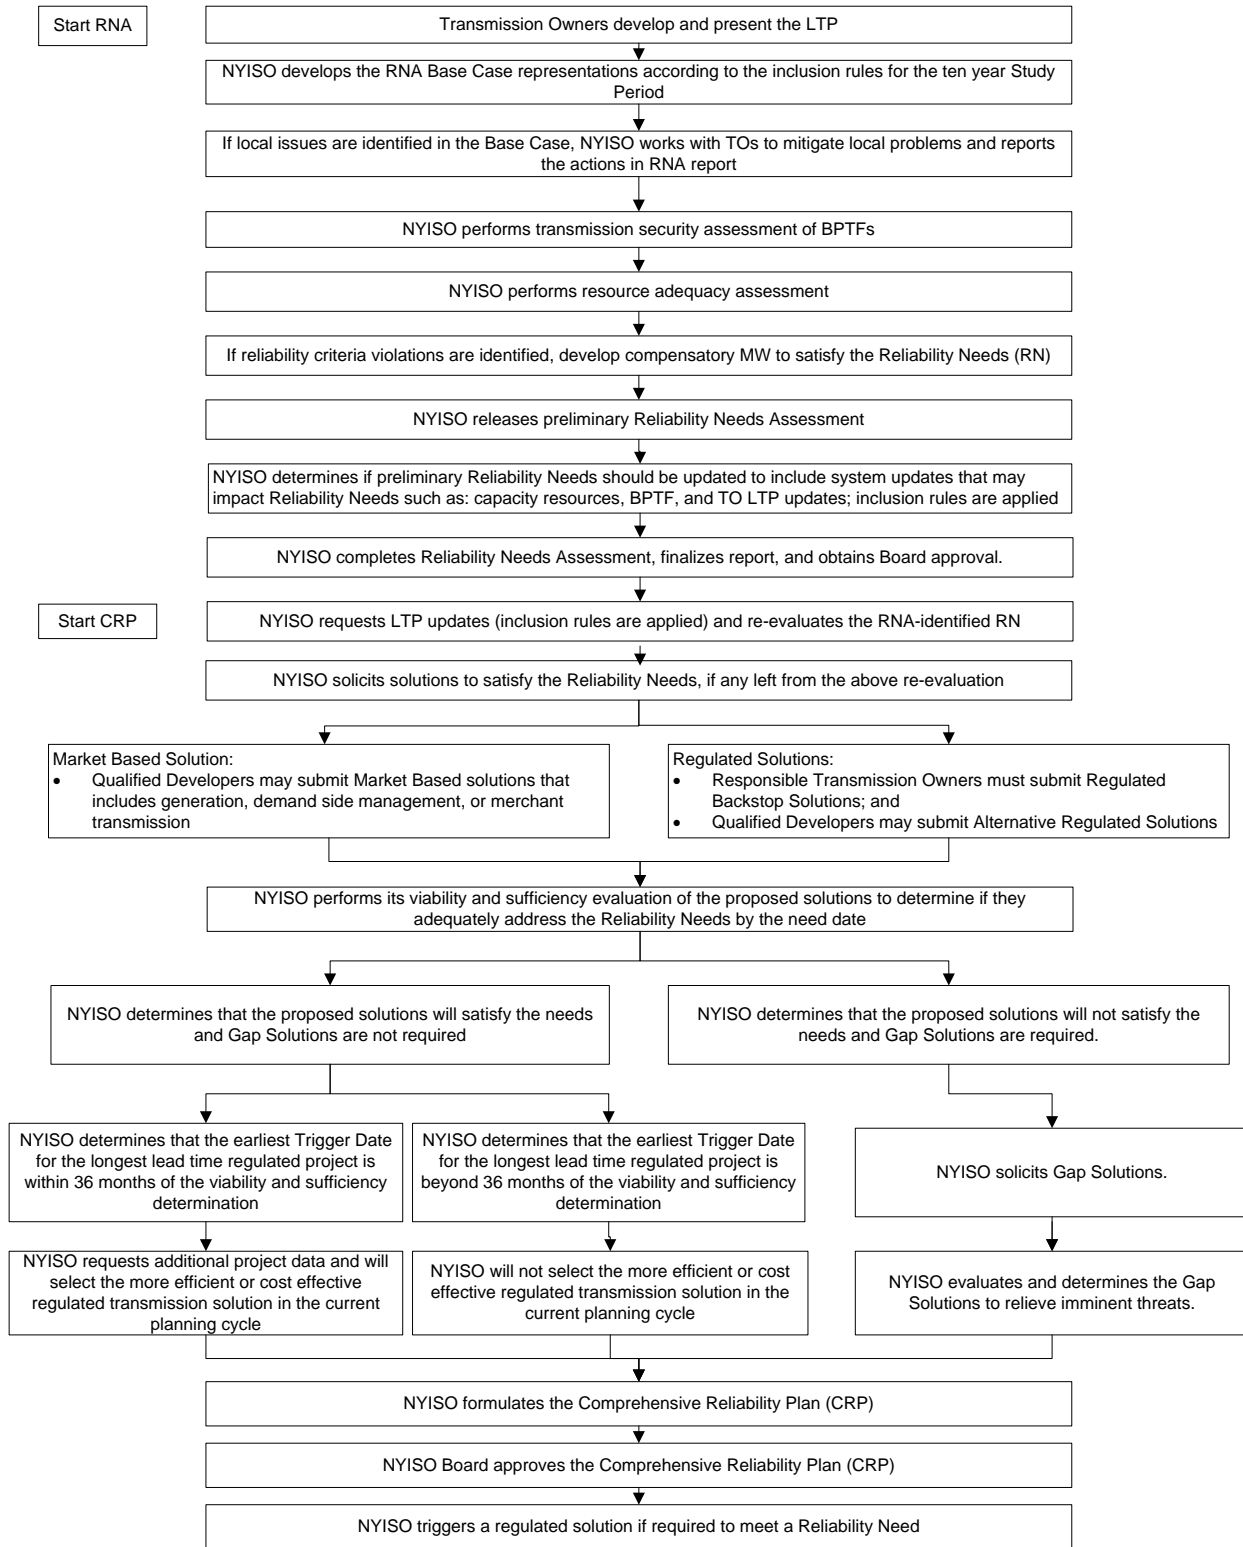 Start RNA
Transmission Owners develop and present the LTP
NYISO develops the RNA Base Case representations according to the inclusion rules for the ten year Study
Period
If local issues are identified in the Base Case, NYISO works with TOs to mitigate local problems and reports
the actions in RNA report
NYISO performs transmission security assessment of BPTFs
NYISO performs resource adequacy assessment
If reliability criteria violations are identified, develop compensatory MW to satisfy the Reliability Needs (RN)
NYISO releases preliminary Reliability Needs Assessment
NYISO determines if preliminary Reliability Needs should be updated to include system updates that may
impact Reliability Needs such as: capacity resources, BPTF, and TO LTP updates; inclusion rules are applied
NYISO completes Reliability Needs Assessment, finalizes report, and obtains Board approval.
Start CRP
NYISO requests LTP updates (inclusion rules are applied) and re-evaluates the RNA-identified RN
NYISO solicits solutions to satisfy the Reliability Needs, if any left from the above re-evaluation
Market Based Solution:
• Qualified Developers may submit Market Based solutions that
includes generation, demand side management, or merchant
transmission
Regulated Solutions:
• Responsible Transmission Owners must submit Regulated
Backstop Solutions; and
• Qualified Developers may submit Alternative Regulated Solutions
NYISO performs its viability and sufficiency evaluation of the proposed solutions to determine if they
adequately address the Reliability Needs by the need date
NYISO determines that the proposed solutions will satisfy the needs
and Gap Solutions are not required
NYISO determines that the proposed solutions will not satisfy the
needs and Gap Solutions are required.
NYISO determines that the earliest Trigger Date
for the longest lead time regulated project is
within 36 months of the viability and sufficiency
determination
NYISO determines that the earliest Trigger Date
for the longest lead time regulated project is
beyond 36 months of the viability and sufficiency
determination
NYISO solicits Gap Solutions.
NYISO requests additional project data and will
select the more efficient or cost effective
regulated transmission solution in the current
planning cycle
NYISO will not select the more efficient or cost
effective regulated transmission solution in the
current planning cycle
NYISO evaluates and determines the Gap
Solutions to relieve imminent threats.
NYISO formulates the Comprehensive Reliability Plan (CRP)
NYISO Board approves the Comprehensive Reliability Plan (CRP)
NYISO triggers a regulated solution if required to meet a Reliability Need